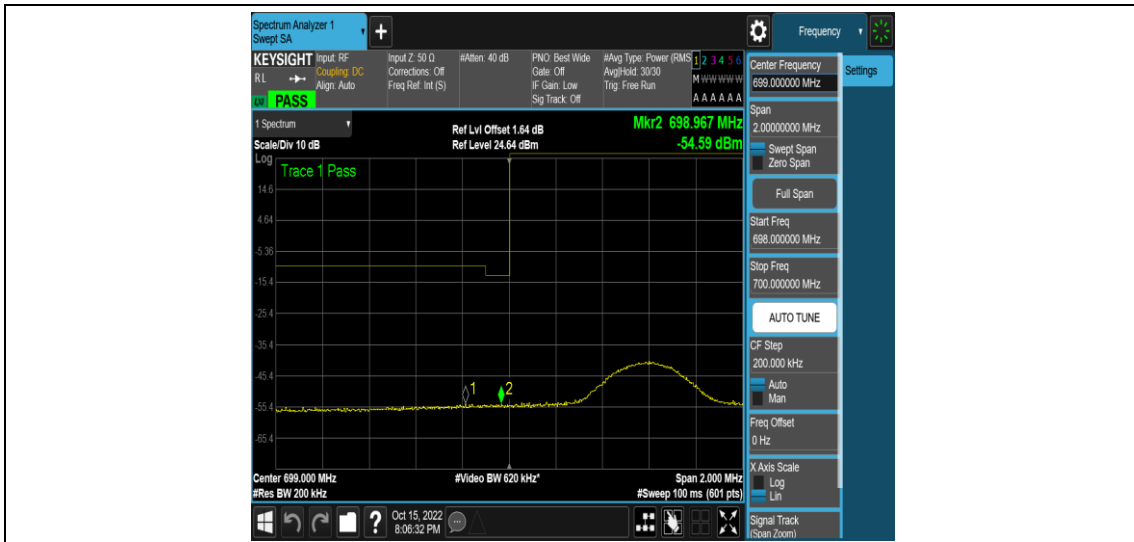 Spectrum Analyzer 1
Swept SA
+
Frequency
KEYSIGHT
RL
LM PASS
Input: RF
Coupling: DC
Align: Auto
Input Z: 50 Ω
Corrections: Off
Freq Ref: Int (S)
#Atten: 40 dB
PNO: Best Wide
Gate: Off
IF Gain: Low
Sig Track: Off
#Avg Type: Power (RMS
Avg|Hold: 30/30
Trig: Free Run
1 2 3 4 5 6
M W W W W W
A A A A A A
1 Spectrum
Scale/Div 10 dB
Ref Lvl Offset 1.64 dB
Ref Level 24.64 dBm
Mkr2 698.967 MHz
-54.59 dBm
Log
Trace 1 Pass
14.6
4.64
-5.36
-15.4
-25.4
-35.4
-45.4
-55.4
-65.4
1
2
Center 699.000 MHz
#Res BW 200 kHz
#Video BW 620 kHz*
Span 2.000 MHz
#Sweep 100 ms (601 pts)
?
Oct 15, 2022
8:06:32 PM
Center Frequency
699.000000 MHz
Settings
Span
2.00000000 MHz
Swept Span
Zero Span
Full Span
Start Freq
698.000000 MHz
Stop Freq
700.000000 MHz
AUTO TUNE
CF Step
200.000 kHz
Auto
Man
Freq Offset
0 Hz
X Axis Scale
Log
Lin
Signal Track
(Span Zoom)